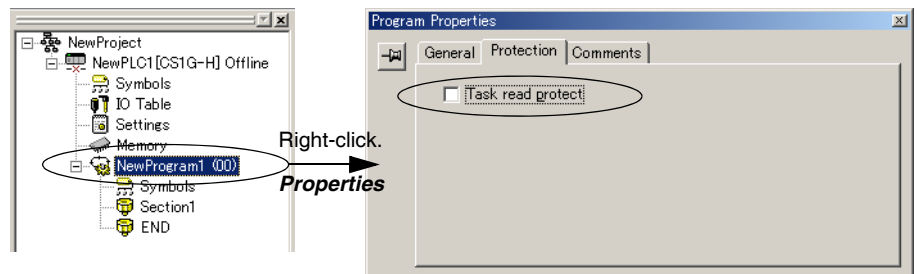 NewProject
NewPLC1[CS1G-H] Offline
Symbols
IO Table
Settings
Memory
NewProgram1 (00)
Symbols
Section1
END
Right-click.
Properties
Program Properties
General Protection Comments
Task read protect